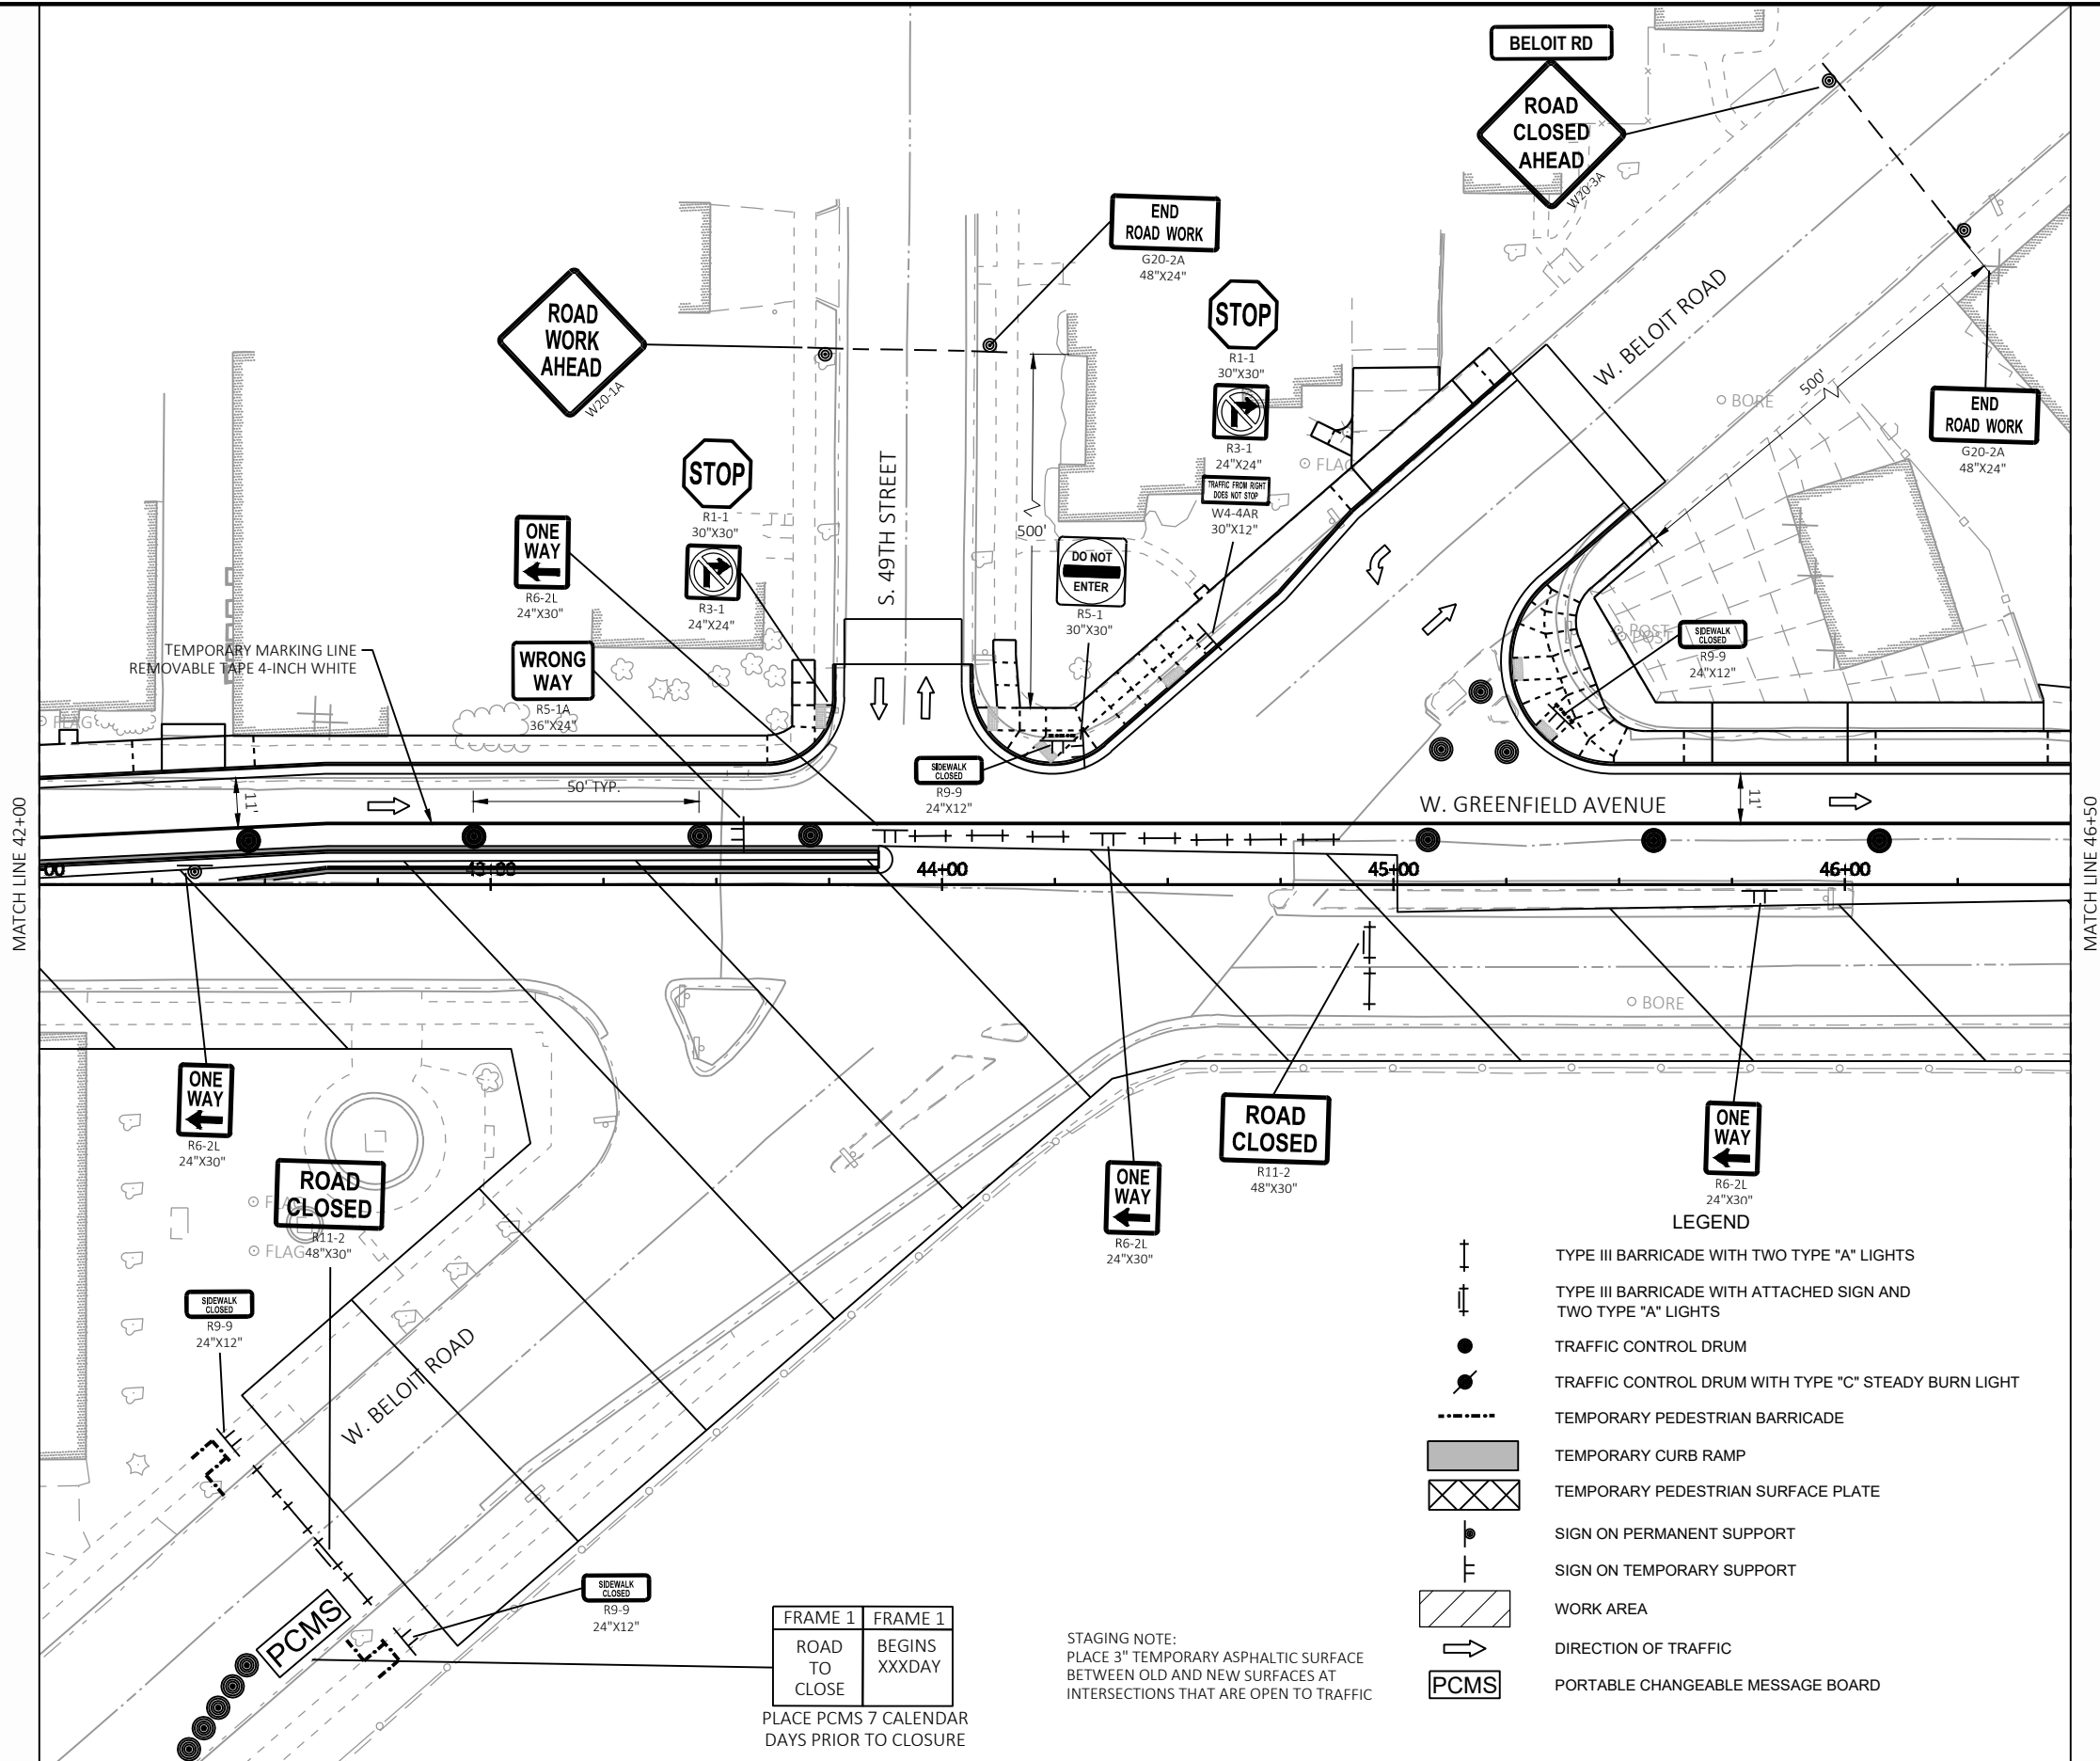 BELOIT RD
ROAD
CLOSED
AHEAD
W20-3A
END
ROAD WORK
G20-2A
48"X24"
ROAD
WORK
AHEAD
W20-1A
STOP
R1-1
30"X30"
R3-1
24"X24"
TRAFFIC FROM RIGHT
DOES NOT STOP
W4-4AR
30"X12"
W. BELOIT ROAD
500'
BORE
END
ROAD WORK
G20-2A
48"X24"
FLAG
STOP
R1-1
30"X30"
R3-1
24"X24"
S. 49TH STREET
500'
ONE
WAY
R6-2L
24"X30"
DO NOT
ENTER
R5-1
30"X30"
POST
POST
SIDEWALK
CLOSED
R9-9
24"X12"
TEMPORARY MARKING LINE
REMOVABLE TAPE 4-INCH WHITE
WRONG
WAY
R5-1A
36"X24"
FLAG
SIDEWALK
CLOSED
R9-9
24"X12"
11'
50' TYP.
W. GREENFIELD AVENUE
11'
MATCH LINE 42+00
MATCH LINE 46+50
00
43+00
44+00
45+00
46+00
BORE
ONE
WAY
R6-2L
24"X30"
ROAD
CLOSED
R11-2
48"X30"
FLAG
FLAG
ONE
WAY
R6-2L
24"X30"
ROAD
CLOSED
R11-2
48"X30"
ONE
WAY
R6-2L
24"X30"
SIDEWALK
CLOSED
R9-9
24"X12"
W. BELOIT ROAD
SIDEWALK
CLOSED
R9-9
24"X12"
PCMS
FRAME 1 FRAME 1
ROAD BEGINS
TO XXXDAY
CLOSE
PLACE PCMS 7 CALENDAR
DAYS PRIOR TO CLOSURE
STAGING NOTE:
PLACE 3" TEMPORARY ASPHALTIC SURFACE
BETWEEN OLD AND NEW SURFACES AT
INTERSECTIONS THAT ARE OPEN TO TRAFFIC
LEGEND
TYPE III BARRICADE WITH TWO TYPE "A" LIGHTS
TYPE III BARRICADE WITH ATTACHED SIGN AND
TWO TYPE "A" LIGHTS
TRAFFIC CONTROL DRUM
TRAFFIC CONTROL DRUM WITH TYPE "C" STEADY BURN LIGHT
TEMPORARY PEDESTRIAN BARRICADE
TEMPORARY CURB RAMP
TEMPORARY PEDESTRIAN SURFACE PLATE
SIGN ON PERMANENT SUPPORT
SIGN ON TEMPORARY SUPPORT
WORK AREA
DIRECTION OF TRAFFIC
PCMS PORTABLE CHANGEABLE MESSAGE BOARD